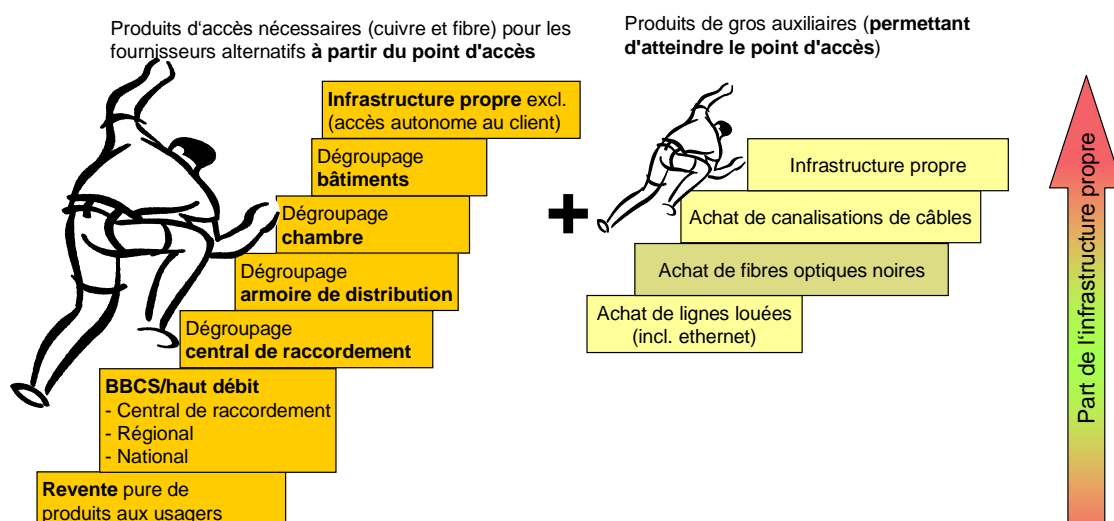 Produits d'accès nécessaires (cuivre et fibre) pour les
fournisseurs alternatifs à partir du point d'accès
Infrastructure propre excl.
(accès autonome au client)
Dégroupage
bâtiments
Dégroupage
chambre
Dégroupage
armoire de distribution
Dégroupage
central de raccordement
BBCS/haut débit
- Central de raccordement
- Régional
- National
Revente pure de
produits aux usagers
+
Produits de gros auxiliaires (permettant
d'atteindre le point d'accès)
Infrastructure propre
Achat de canalisations de câbles
Achat de fibres optiques noires
Achat de lignes louées
(incl. ethernet)
Part de l'infrastructure propre